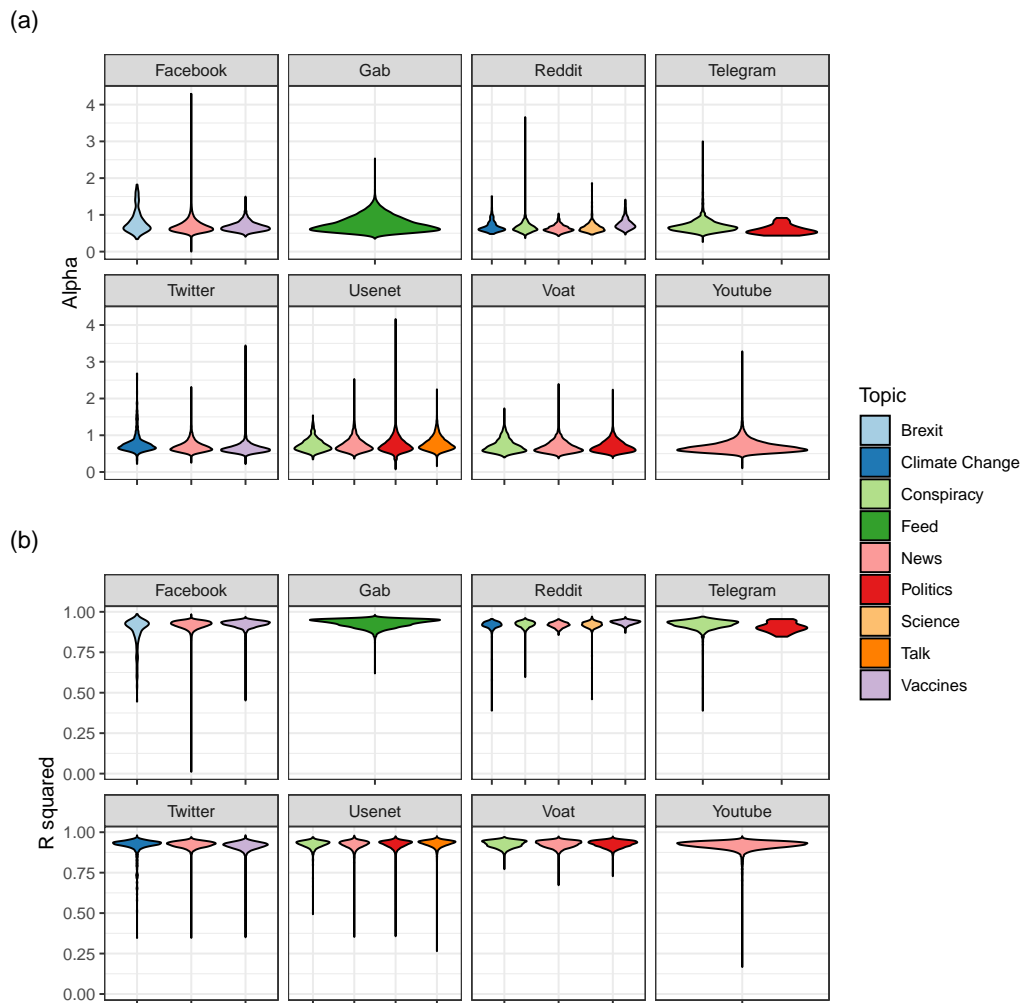 (a)
Facebook Gab Reddit Telegram
4
3
2
1
0
Twitter Usenet Voat Youtube
4
3
2
1
0
Alpha
(b)
Facebook Gab Reddit Telegram
1.00
0.75
0.50
0.25
0.00
Twitter Usenet Voat Youtube
1.00
0.75
0.50
0.25
0.00
R squared
Topic
Brexit
Climate Change
Conspiracy
Feed
News
Politics
Science
Talk
Vaccines